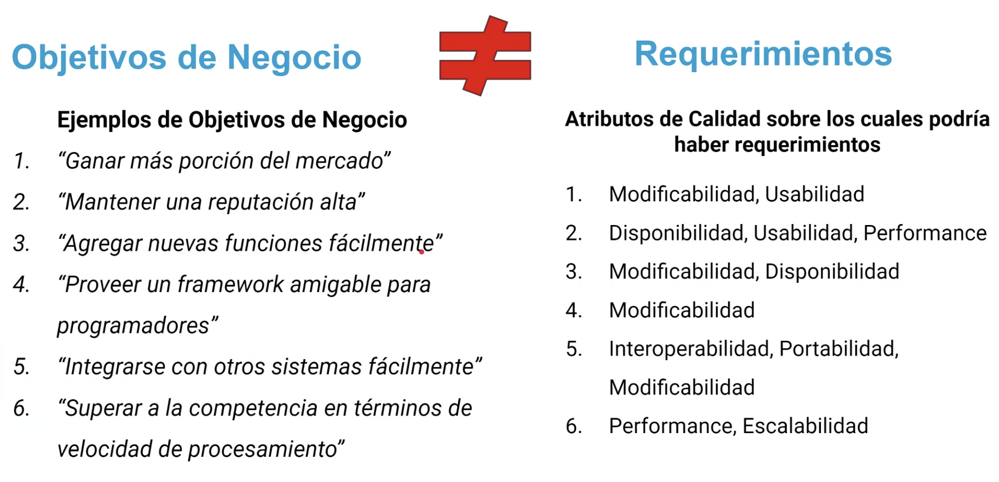 Objetivos de Negocio
Ejemplos de Objetivos de Negocio
1. “Ganar más porción del mercado”
2. “Mantener una reputación alta”
3. “Agregar nuevas funciones fácilmente”
4. “Proveer un framework amigable para
programadores”
5. “Integrarse con otros sistemas fácilmente”
6. “Superar a la competencia en términos de
velocidad de procesamiento”
Requerimientos
Atributos de Calidad sobre los cuales podría
haber requerimientos
1. Modificabilidad, Usabilidad
2. Disponibilidad, Usabilidad, Performance
3. Modificabilidad, Disponibilidad
4. Modificabilidad
5. Interoperabilidad, Portabilidad,
Modificabilidad
6. Performance, Escalabilidad